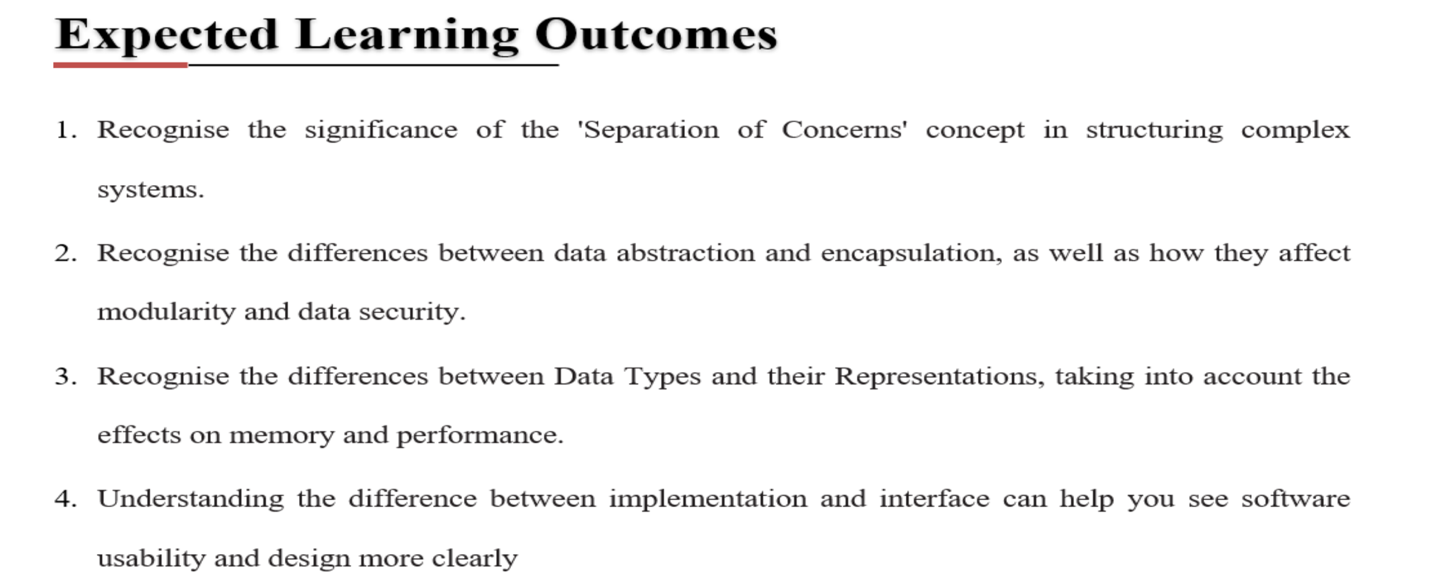 Expected Learning Outcomes
1. Recognise the significance of the 'Separation of Concerns' concept in structuring complex
systems.
2. Recognise the differences between data abstraction and encapsulation, as well as how they affect
modularity and data security.
3. Recognise the differences between Data Types and their Representations, taking into account the
effects on memory and performance.
4. Understanding the difference between implementation and interface can help you see software
usability and design more clearly